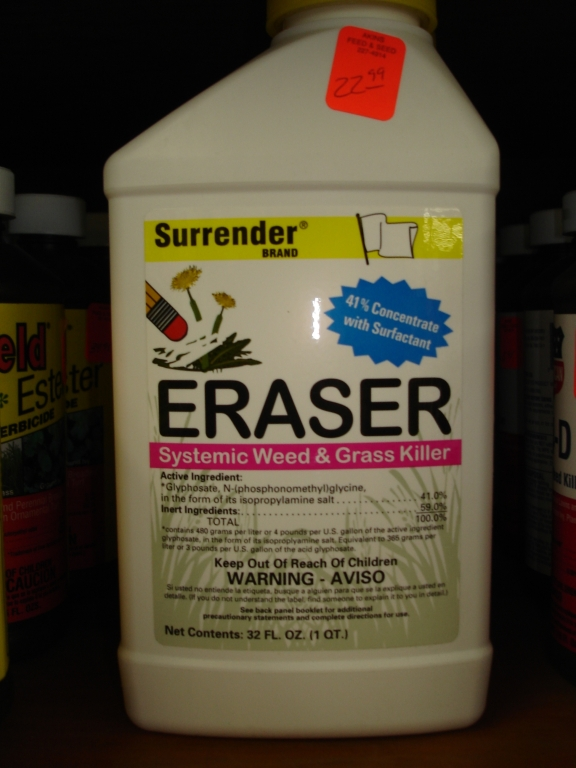 AKINS
FEED & SEED
22.99
Surrender®
BRAND
41% Concentrate
with Surfactant
ERASER
Systemic Weed & Grass Killer
Active Ingredient:
*Glyphosate, N-(phosphonomethyl)glycine,
in the form of its isopropylamine salt 41.0%
Inert Ingredients: 59.0%
TOTAL 100.0%
*contains 480 grams per liter or 4 pounds per U.S. gallon of the active ingredient
glyphosate, in the form of its isopropylamine salt. Equivalent to 365 grams per
liter or 3 pounds per U.S. gallon of the acid glyphosate.
Keep Out Of Reach Of Children
WARNING - AVISO
Si usted no entiende la etiqueta, busque a alguien para que se la explique a usted en
detalle. (If you do not understand the label, find someone to explain it to you in detail.)
See back panel booklet for additional
precautionary statements and complete directions for use.
Net Contents: 32 FL. OZ. (1 QT.)
eld
Este
ERBICIDE
ter
-D